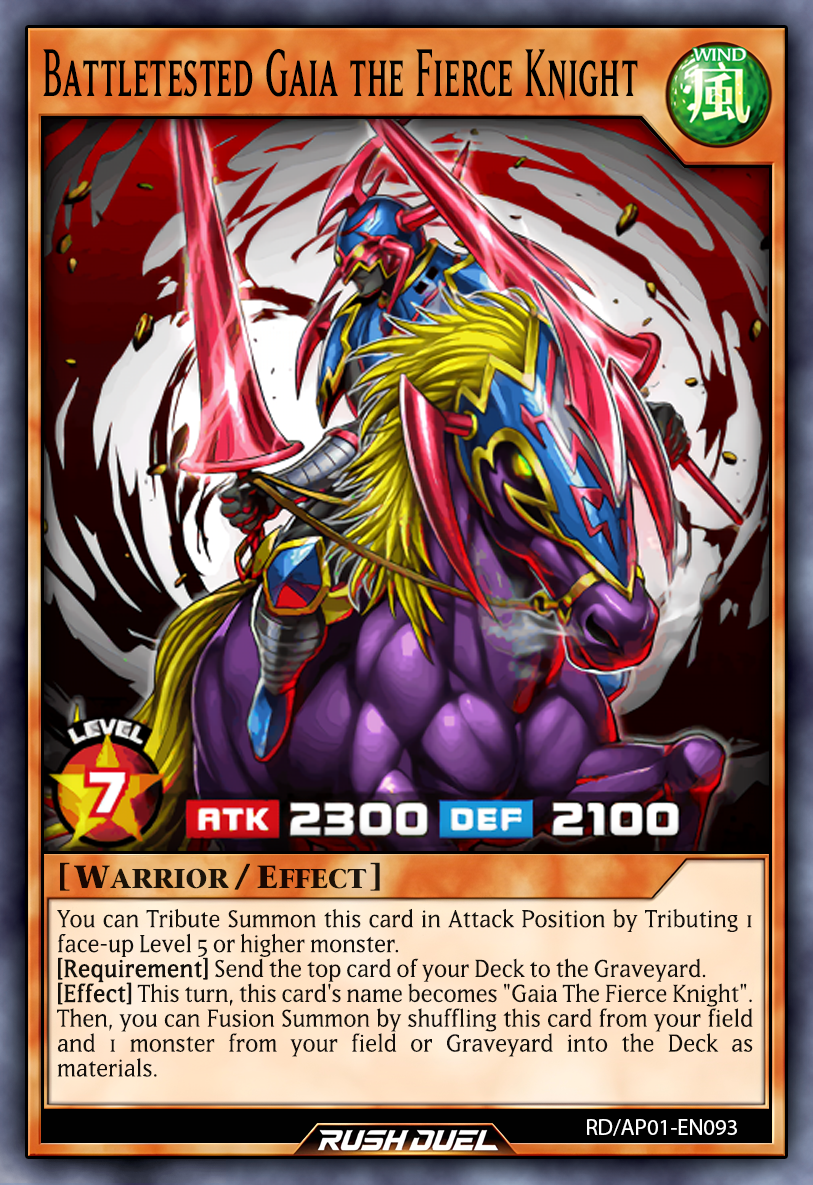 Battletested Gaia the Fierce Knight
WIND
風
LEVEL
7
ATK 2300 DEF 2100
[Warrior / Effect]
You can Tribute Summon this card in Attack Position by Tributing 1
face-up Level 5 or higher monster.
[Requirement] Send the top card of your Deck to the Graveyard.
[Effect] This turn, this card's name becomes "Gaia The Fierce Knight".
Then, you can Fusion Summon by shuffling this card from your field
and 1 monster from your field or Graveyard into the Deck as
materials.
RD/AP01-EN093
RUSH DUEL